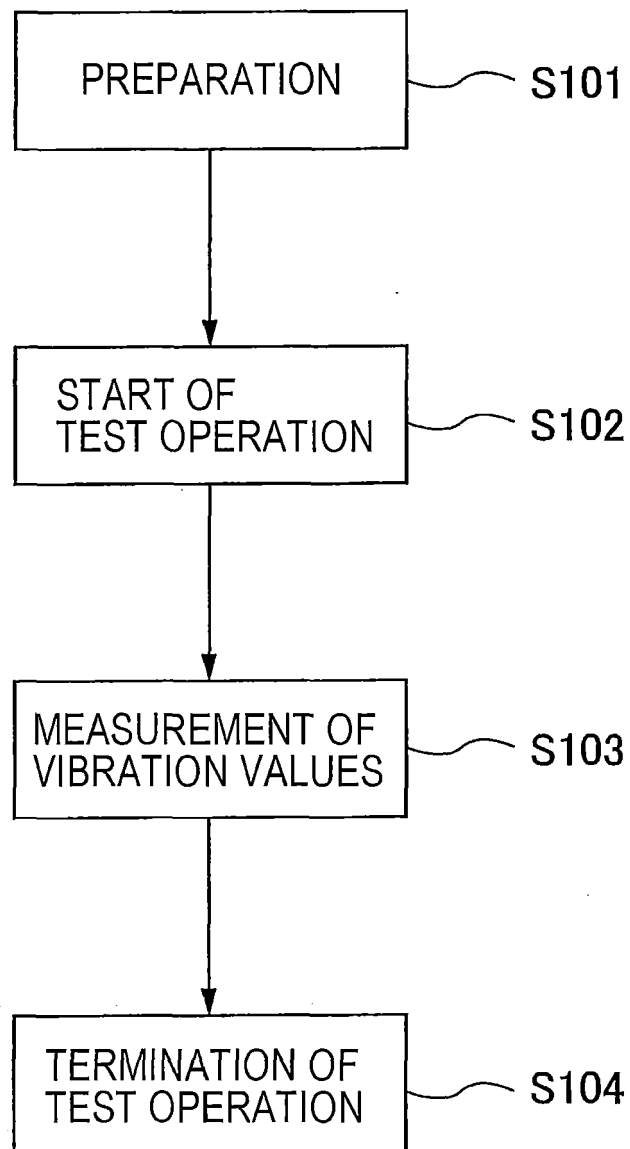 PREPARATION
S101
START OF
TEST OPERATION
S102
MEASUREMENT OF
VIBRATION VALUES
S103
TERMINATION OF
TEST OPERATION
S104